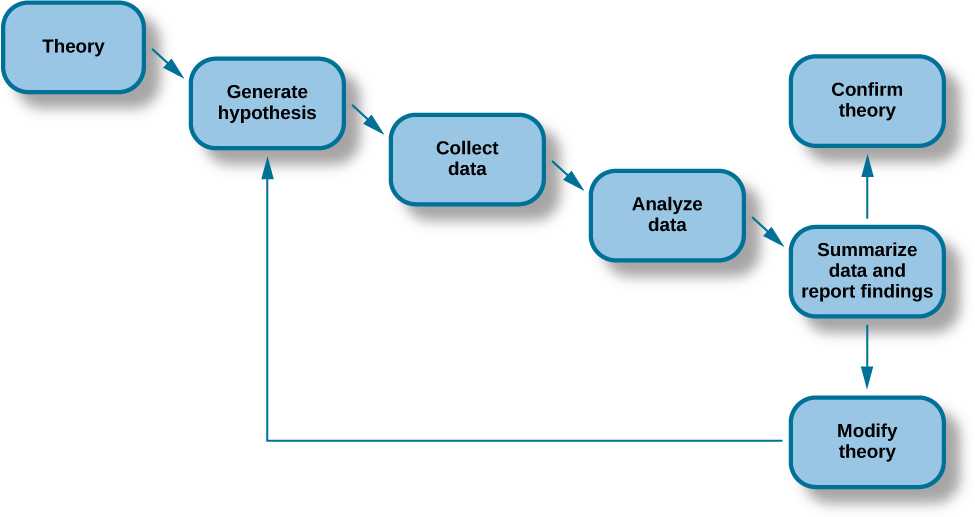 Theory
Generate
hypothesis
Collect
data
Analyze
data
Summarize
data and
report findings
Confirm
theory
Modify
theory